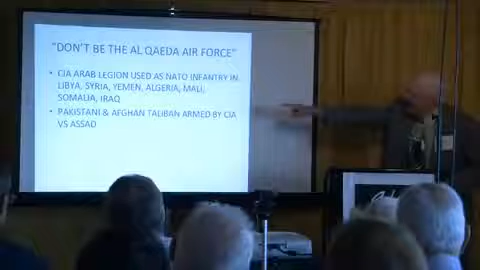 "DON'T BE THE AL QAEDA AIR FORCE"
• CIA ARAB LEGION USED AS NATO INFANTRY IN
LIBYA, SYRIA, YEMEN, ALGERIA, MALI,
SOMALIA, IRAQ
• PAKISTANI & AFGHAN TALIBAN ARMED BY CIA
VS ASSAD